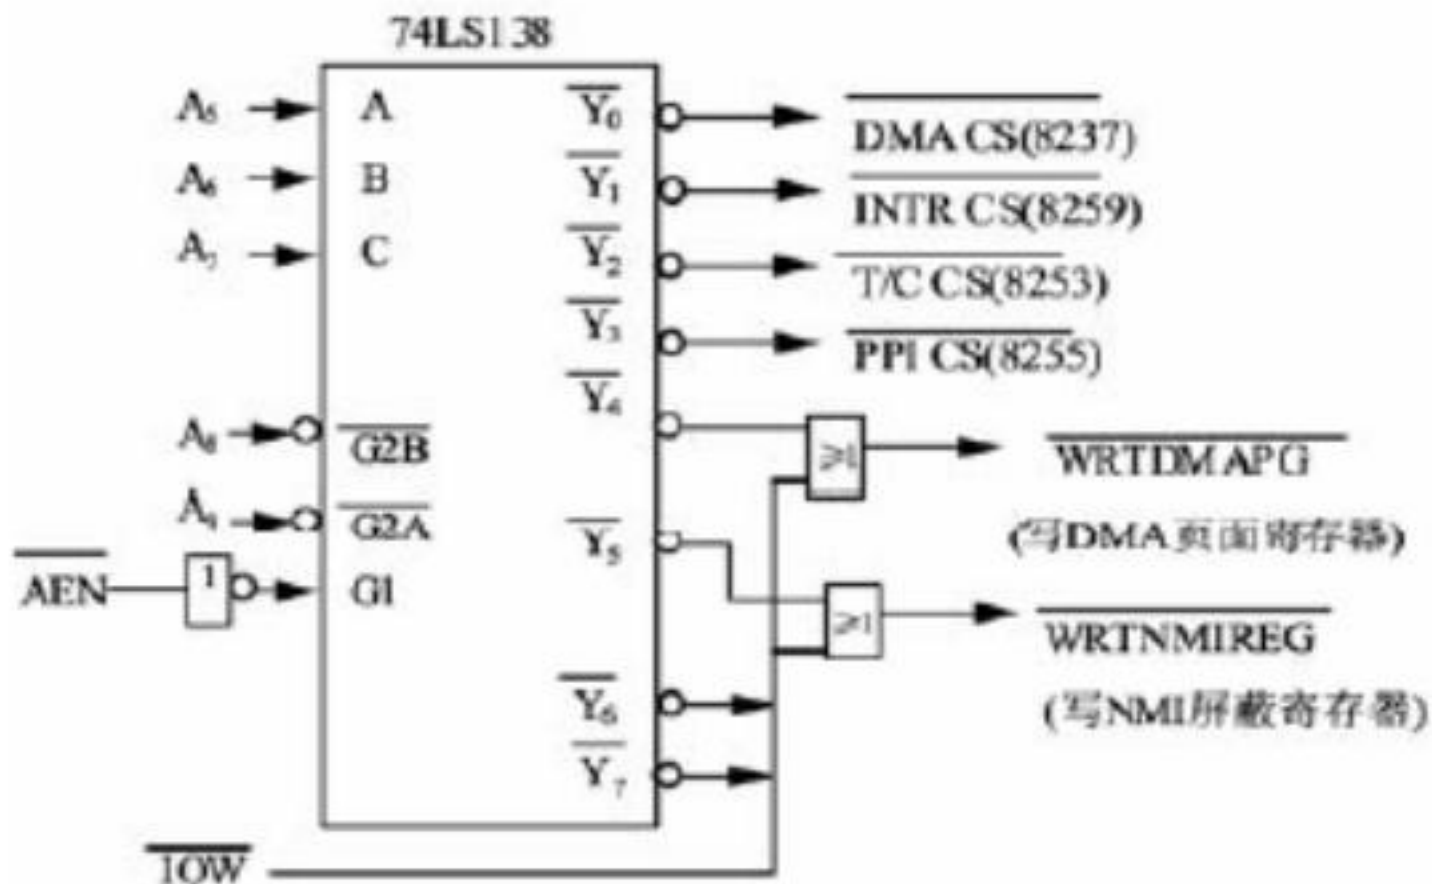 74LS138
A₅ A Y₀ DMA CS(8237)
A₆ B Y₁ INTR CS(8259)
A₇ C Y₂ T/C CS(8253)
Y₃ PPI CS(8255)
Y₄
A₈ G2B ≥1 WRTDMAPG
(写DMA页面寄存器)
G2A Y₅
AEN 1 G1 ≥1 WRTNMIREG
(写NMI屏蔽寄存器)
Y₆
Y₇
IOW